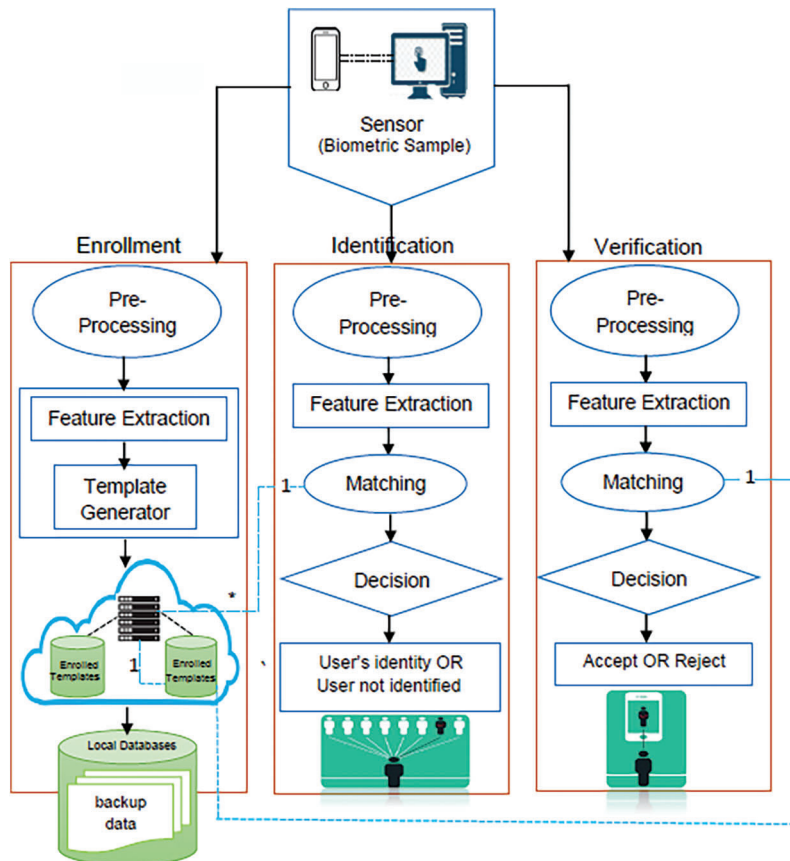 Sensor
(Biometric Sample)
Enrollment
Pre-
Processing
Feature Extraction
Template
Generator
*
1
Enrolled
Templates
Enrolled
Templates
Local Databases
backup
data
Identification
Pre-
Processing
Feature Extraction
1
Matching
Decision
User's identity OR
User not identified
Verification
Pre-
Processing
Feature Extraction
Matching
1
Decision
Accept OR Reject